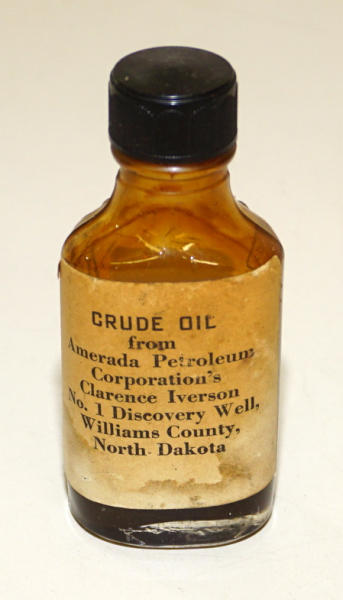 CRUDE OIL
from
Amerada Petroleum
Corporation's
Clarence Iverson
No. 1 Discovery Well,
Williams County,
North Dakota